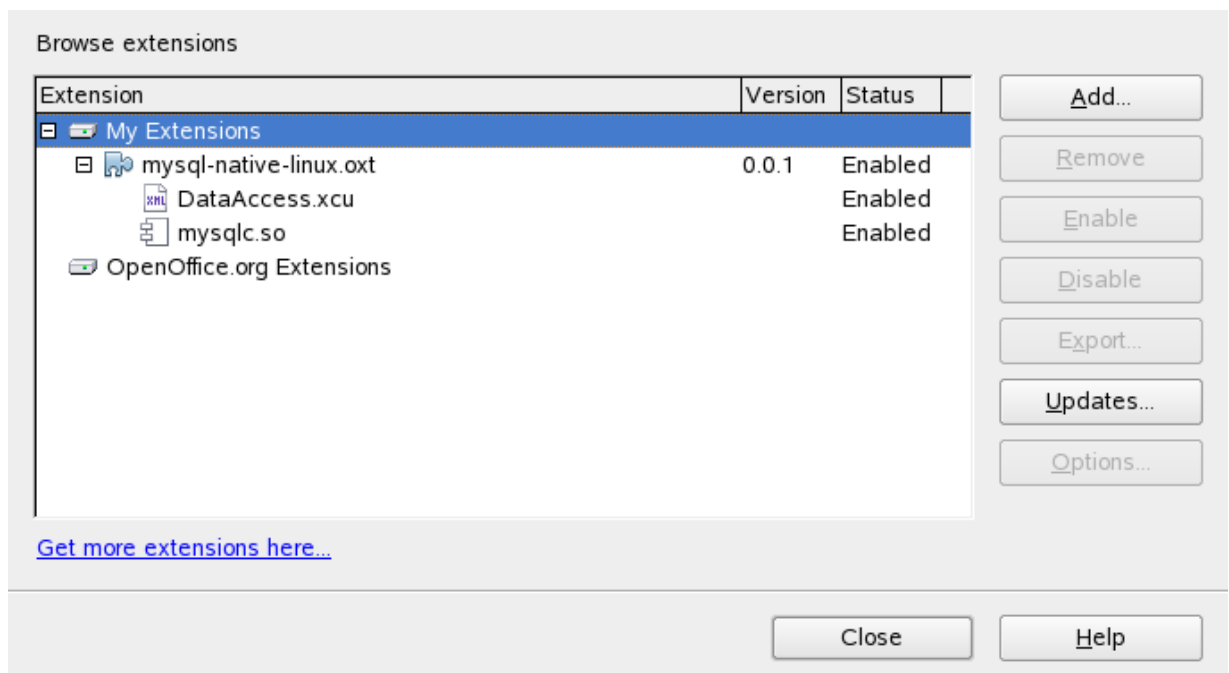 Browse extensions
Extension Version Status
My Extensions
mysql-native-linux.oxt 0.0.1 Enabled
XML DataAccess.xcu Enabled
mysqlc.so Enabled
OpenOffice.org Extensions
Get more extensions here...
Add...
Remove
Enable
Disable
Export...
Updates...
Options...
Close Help